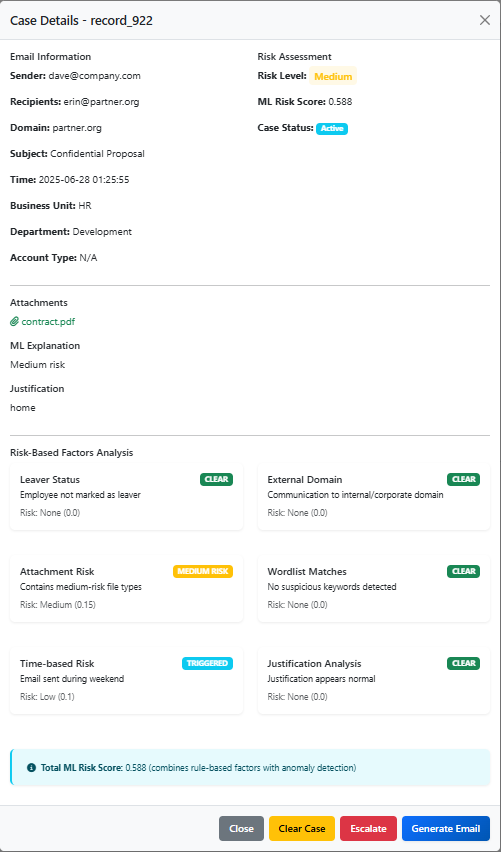 Case Details - record_922
Email Information
Sender: dave@company.com
Recipients: erin@partner.org
Domain: partner.org
Subject: Confidential Proposal
Time: 2025-06-28 01:25:55
Business Unit: HR
Department: Development
Account Type: N/A
Risk Assessment
Risk Level: Medium
ML Risk Score: 0.588
Case Status: Active
Attachments
contract.pdf
ML Explanation
Medium risk
Justification
home
Risk-Based Factors Analysis
Leaver Status CLEAR
Employee not marked as leaver
Risk: None (0.0)
External Domain CLEAR
Communication to internal/corporate domain
Risk: None (0.0)
Attachment Risk MEDIUM RISK
Contains medium-risk file types
Risk: Medium (0.15)
Wordlist Matches CLEAR
No suspicious keywords detected
Risk: None (0.0)
Time-based Risk TRIGGERED
Email sent during weekend
Risk: Low (0.1)
Justification Analysis CLEAR
Justification appears normal
Risk: None (0.0)
Total ML Risk Score: 0.588 (combines rule-based factors with anomaly detection)
Close
Clear Case
Escalate
Generate Email